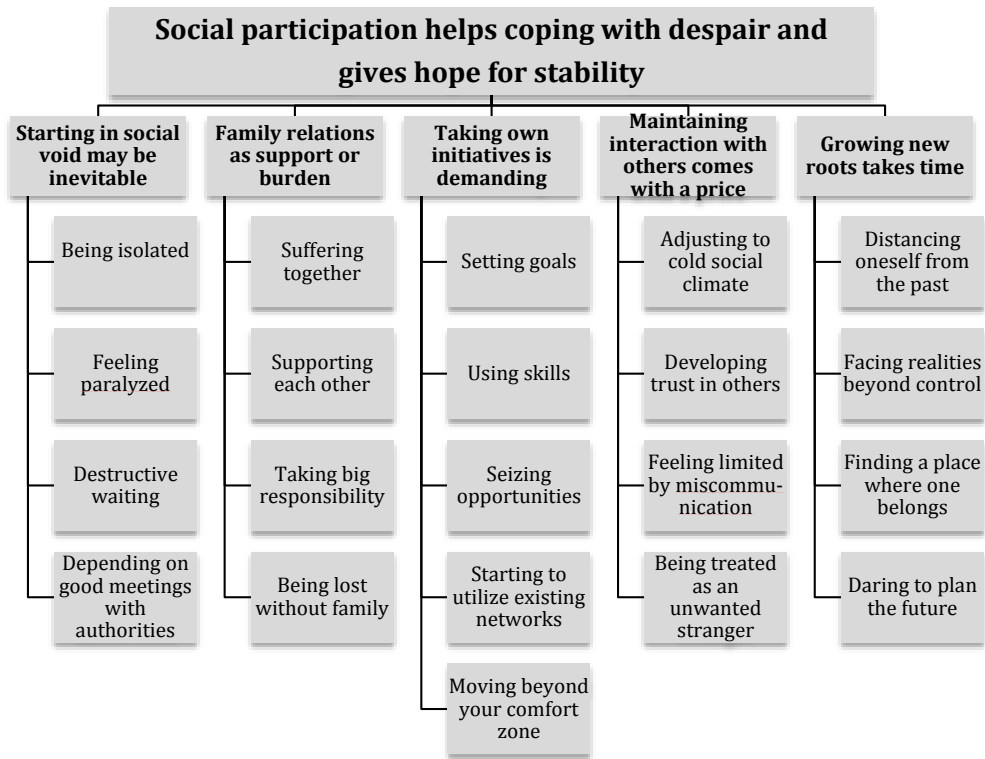 Social participation helps coping with despair and
gives hope for stability
Starting in social
void may be
inevitable
Being isolated
Feeling
paralyzed
Destructive
waiting
Depending on
good meetings
with
authorities
Family relations
as support or
burden
Suffering
together
Supporting
each other
Taking big
responsibility
Being lost
without family
Taking own
initiatives is
demanding
Setting goals
Using skills
Seizing
opportunities
Starting to
utilize existing
networks
Moving beyond
your comfort
zone
Maintaining
interaction with
others comes
with a price
Adjusting to
cold social
climate
Developing
trust in others
Feeling limited
by miscommu-
nication
Being treated
as an
unwanted
stranger
Growing new
roots takes time
Distancing
oneself from
the past
Facing realities
beyond control
Finding a place
where one
belongs
Daring to plan
the future